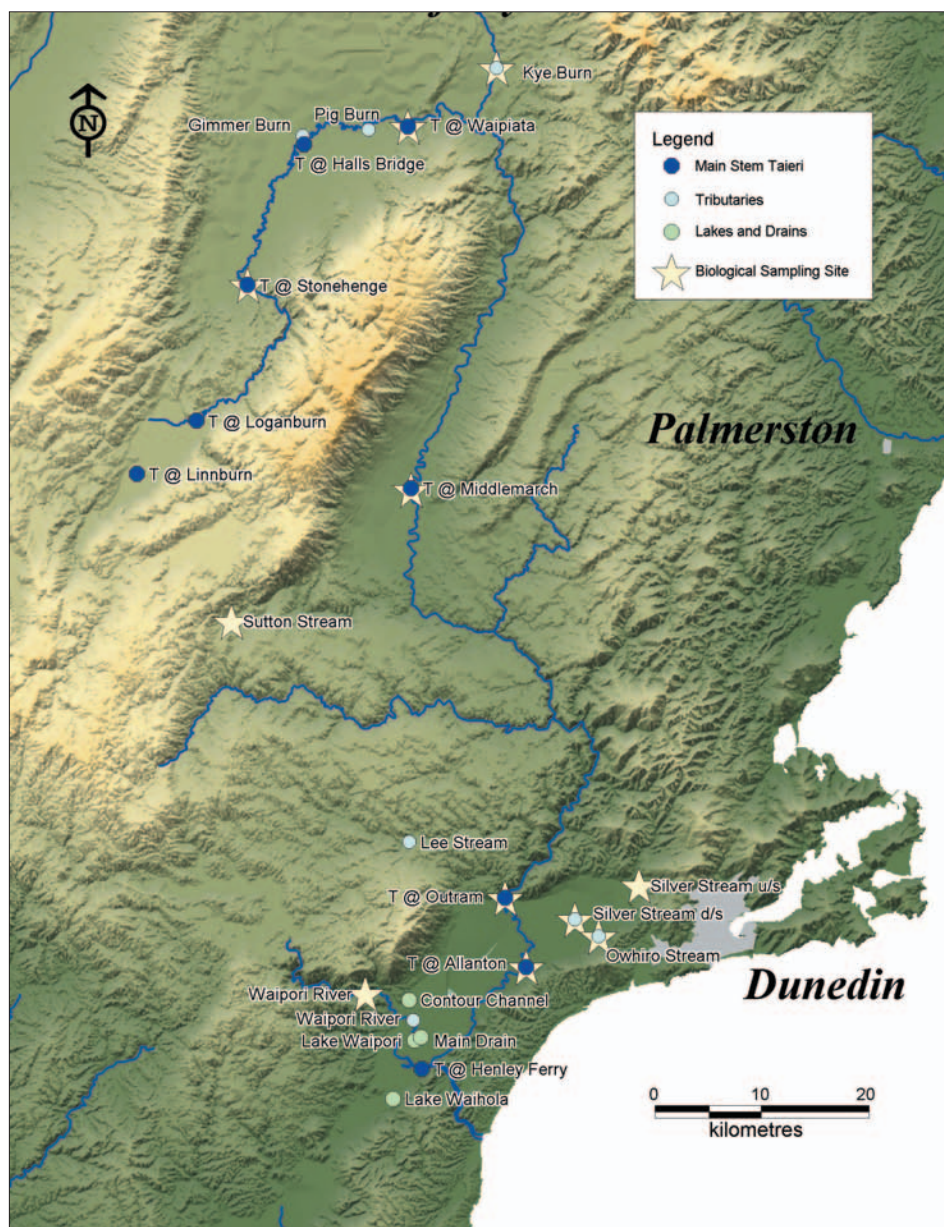 Kye Burn
Pig Burn
Gimmer Burn
T @ Waipiata
T @ Halls Bridge
N
Legend
Main Stem Taieri
Tributaries
Lakes and Drains
Biological Sampling Site
T @ Stonehenge
T @ Loganburn
Palmerston
T @ Linnburn
T @ Middlemarch
Sutton Stream
Lee Stream
T @ Outram
Silver Stream u/s
Silver Stream d/s
Owhiro Stream
T @ Allanton
Dunedin
Waipori River
Contour Channel
Waipori River
Lake Waipori
Main Drain
T @ Henley Ferry
Lake Waihola
0 10 20
kilometres